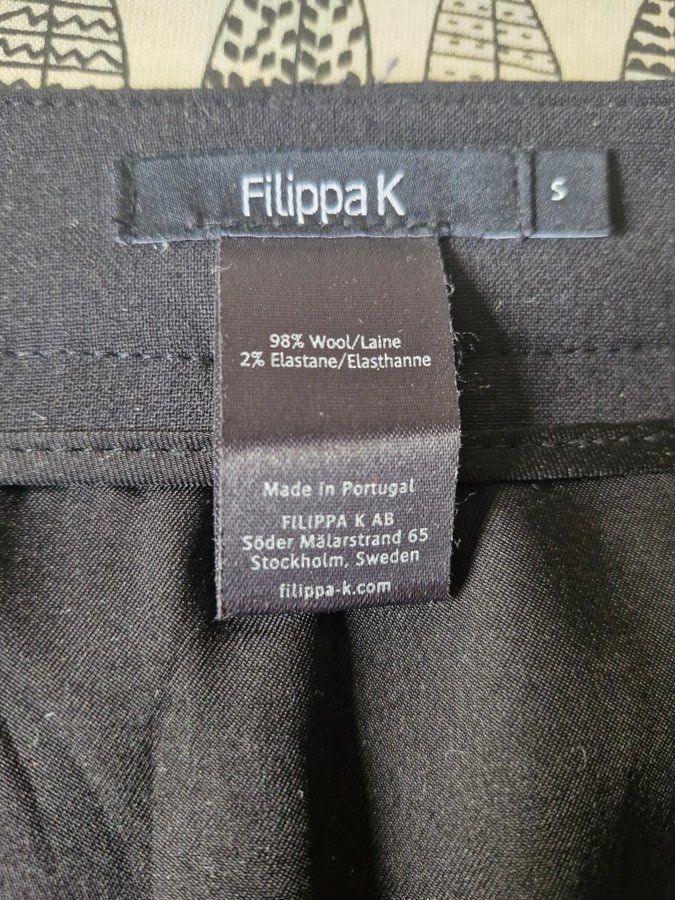 Filippa K
S
98% Wool/Laine
2% Elastane/Elasthanne
Made in Portugal
FILIPPA K AB
Söder Mälarstrand 65
Stockholm, Sweden
filippa-k.com